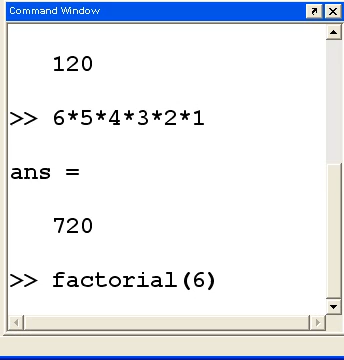 Command Window
120
>> 6*5*4*3*2*1
ans =
720
>> factorial(6)